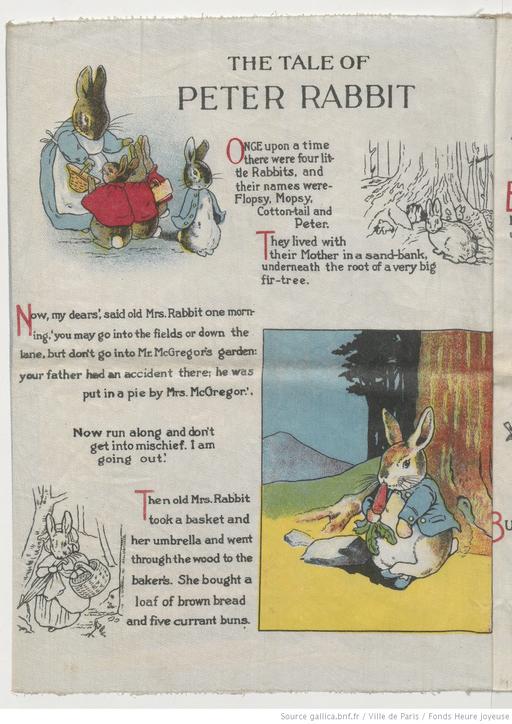 THE TALE OF
PETER RABBIT
ONCE upon a time
there were four lit-
tle Rabbits, and
their names were-
Flopsy, Mopsy,
Cotton-tail and
Peter.
They lived with
their Mother in a sand-bank,
underneath the root of a very big
fir-tree.
Now, my dears', said old Mrs. Rabbit one morn-
ing, 'you may go into the fields or down the
lane, but don't go into Mr. McGregor's garden:
your father had an accident there; he was
put in a pie by Mrs. McGregor.'.
Now run along and don't
get into mischief. I am
going out.'
Then old Mrs. Rabbit
took a basket and
her umbrella and went
through the wood to the
baker's. She bought a
loaf of brown bread
and five currant buns.
Bu
Source gallica.bnf.fr / Ville de Paris / Fonds Heure joyeuse